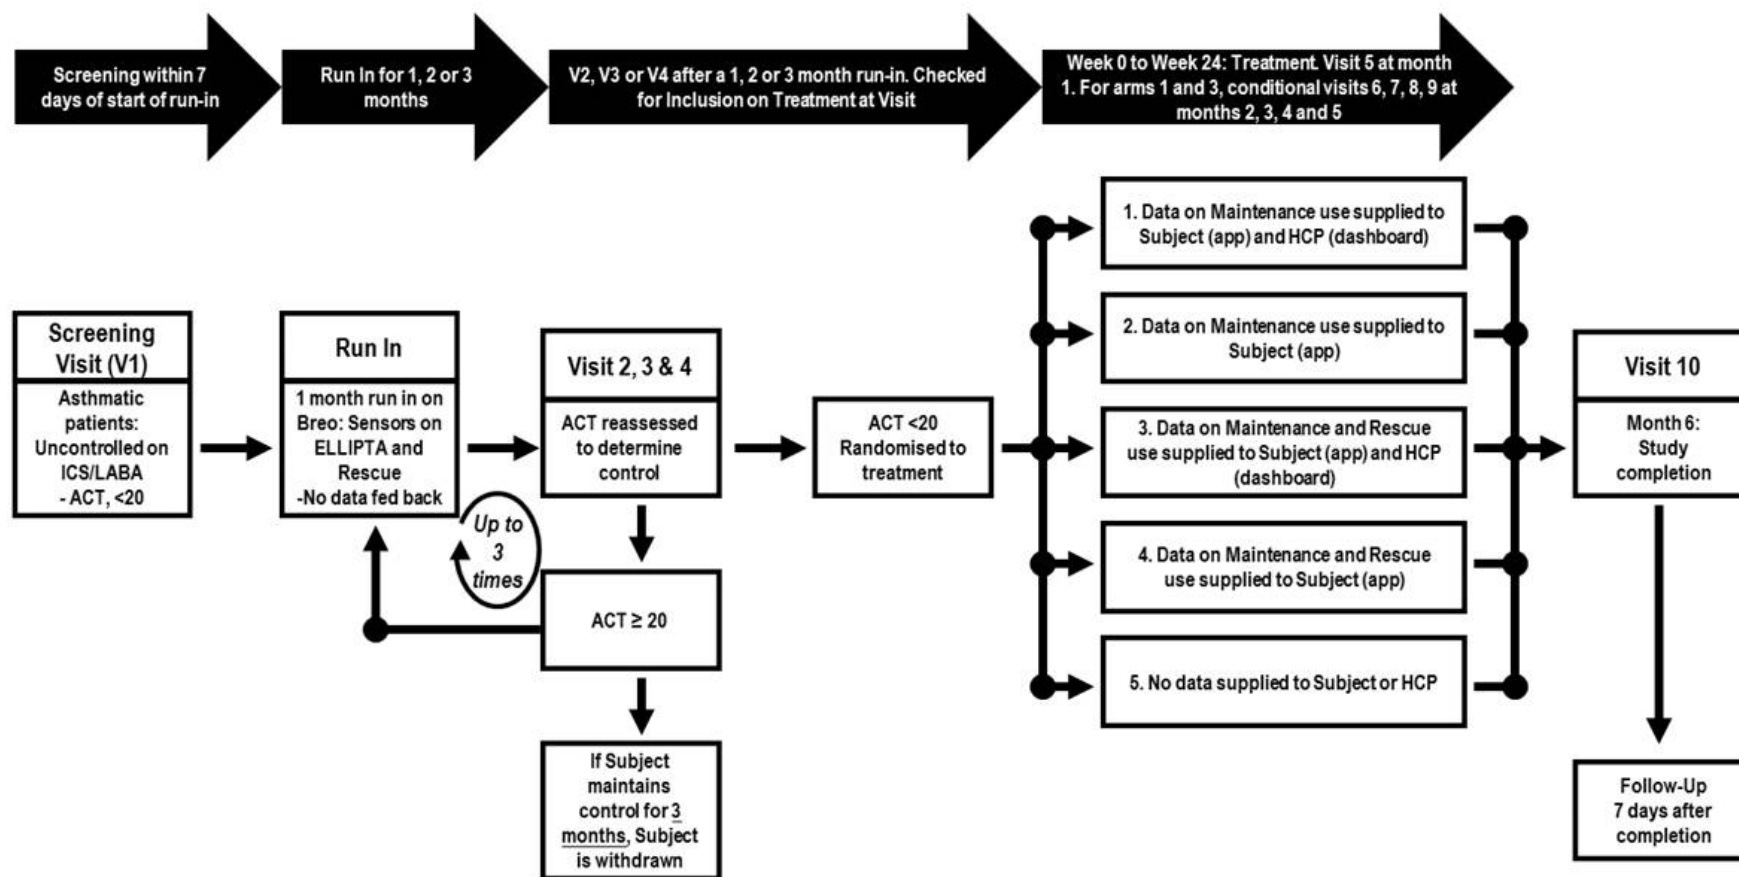 Screening within 7
days of start of run-in
Run In for 1, 2 or 3
months
V2, V3 or V4 after a 1, 2 or 3 month run-in. Checked
for Inclusion on Treatment at Visit
Week 0 to Week 24: Treatment. Visit 5 at month
1. For arms 1 and 3, conditional visits 6, 7, 8, 9 at
months 2, 3, 4 and 5
Screening
Visit (V1)
Asthmatic
patients:
Uncontrolled on
ICS/LABA
- ACT, <20
Run In
1 month run in on
Breo: Sensors on
ELLIPTA and
Rescue
-No data fed back
Up to
3
times
Visit 2, 3 & 4
ACT reassessed
to determine
control
ACT ≥ 20
If Subject
maintains
control for 3
months, Subject
is withdrawn
ACT <20
Randomised to
treatment
1. Data on Maintenance use supplied to
Subject (app) and HCP (dashboard)
2. Data on Maintenance use supplied to
Subject (app)
3. Data on Maintenance and Rescue
use supplied to Subject (app) and HCP
(dashboard)
4. Data on Maintenance and Rescue
use supplied to Subject (app)
5. No data supplied to Subject or HCP
Visit 10
Month 6:
Study
completion
Follow-Up
7 days after
completion